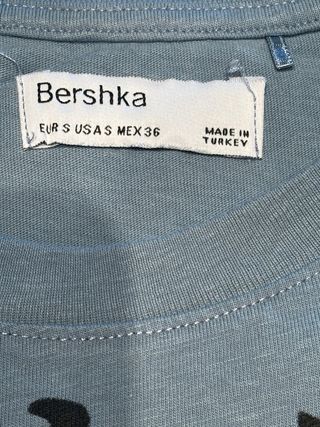 Bershka
EUR S USA S MEX 36
MADE IN
TURKEY